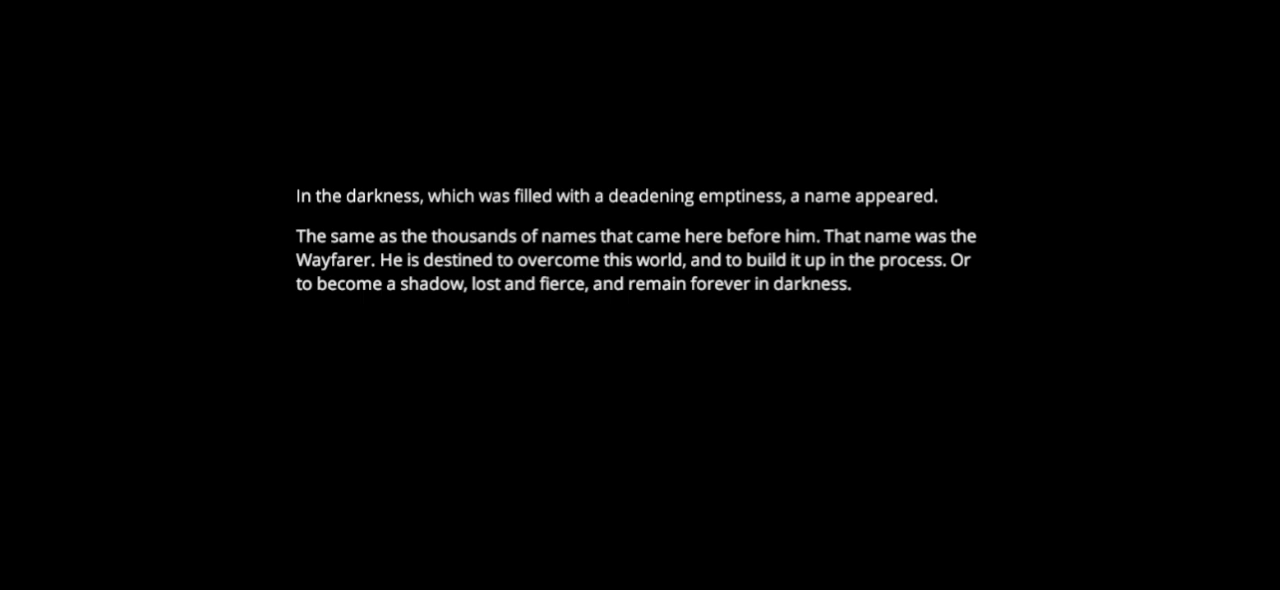 In the darkness, which was filled with a deadening emptiness, a name appeared.
The same as the thousands of names that came here before him. That name was the
Wayfarer. He is destined to overcome this world, and to build it up in the process. Or
to become a shadow, lost and fierce, and remain forever in darkness.